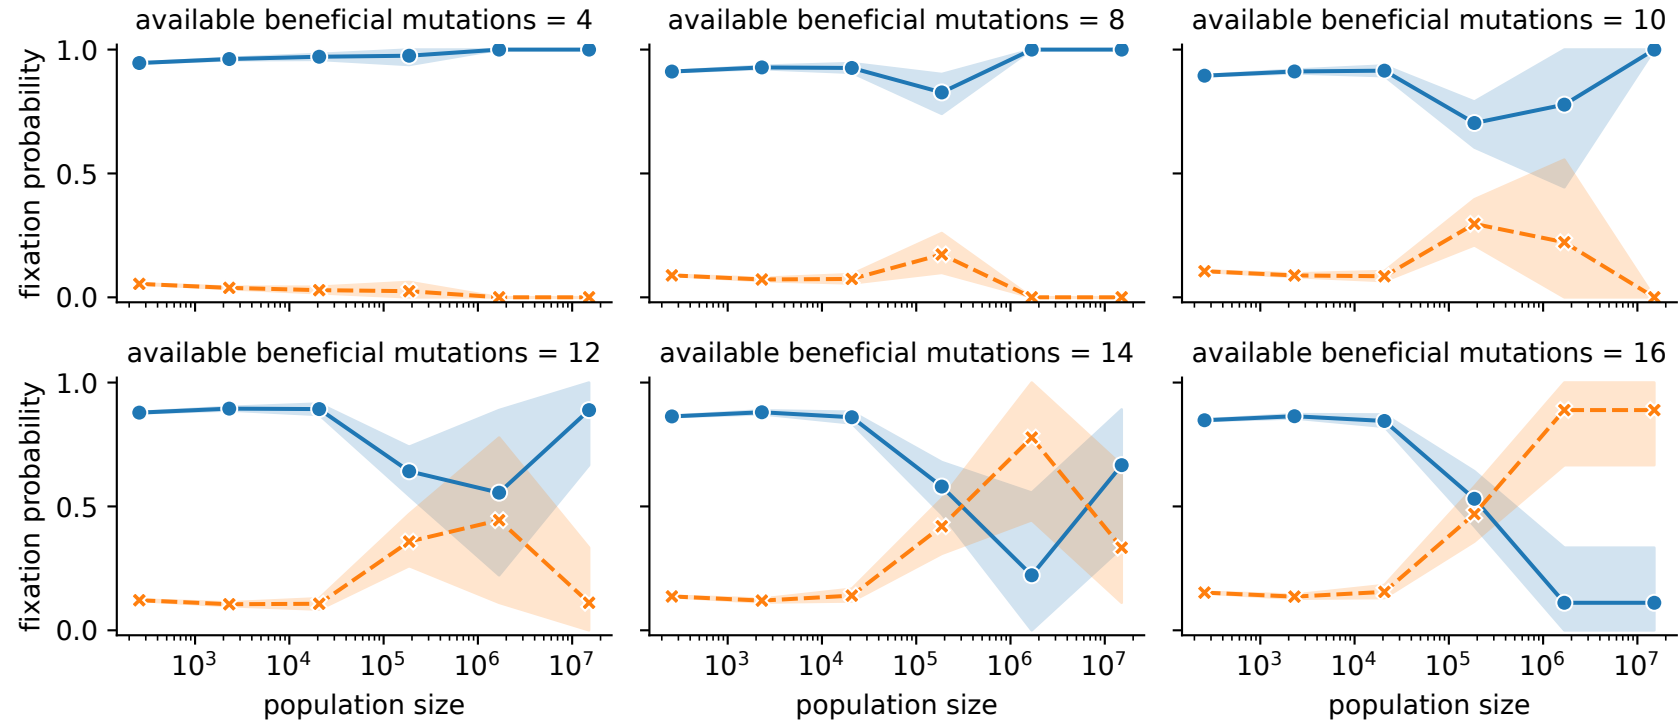 available beneficial mutations = 4
available beneficial mutations = 8
available beneficial mutations = 10
fixation probability
1.0
0.5
0.0
available beneficial mutations = 12
available beneficial mutations = 14
available beneficial mutations = 16
fixation probability
1.0
0.5
0.0
10³ 10⁴ 10⁵ 10⁶ 10⁷
10³ 10⁴ 10⁵ 10⁶ 10⁷
10³ 10⁴ 10⁵ 10⁶ 10⁷
population size
population size
population size